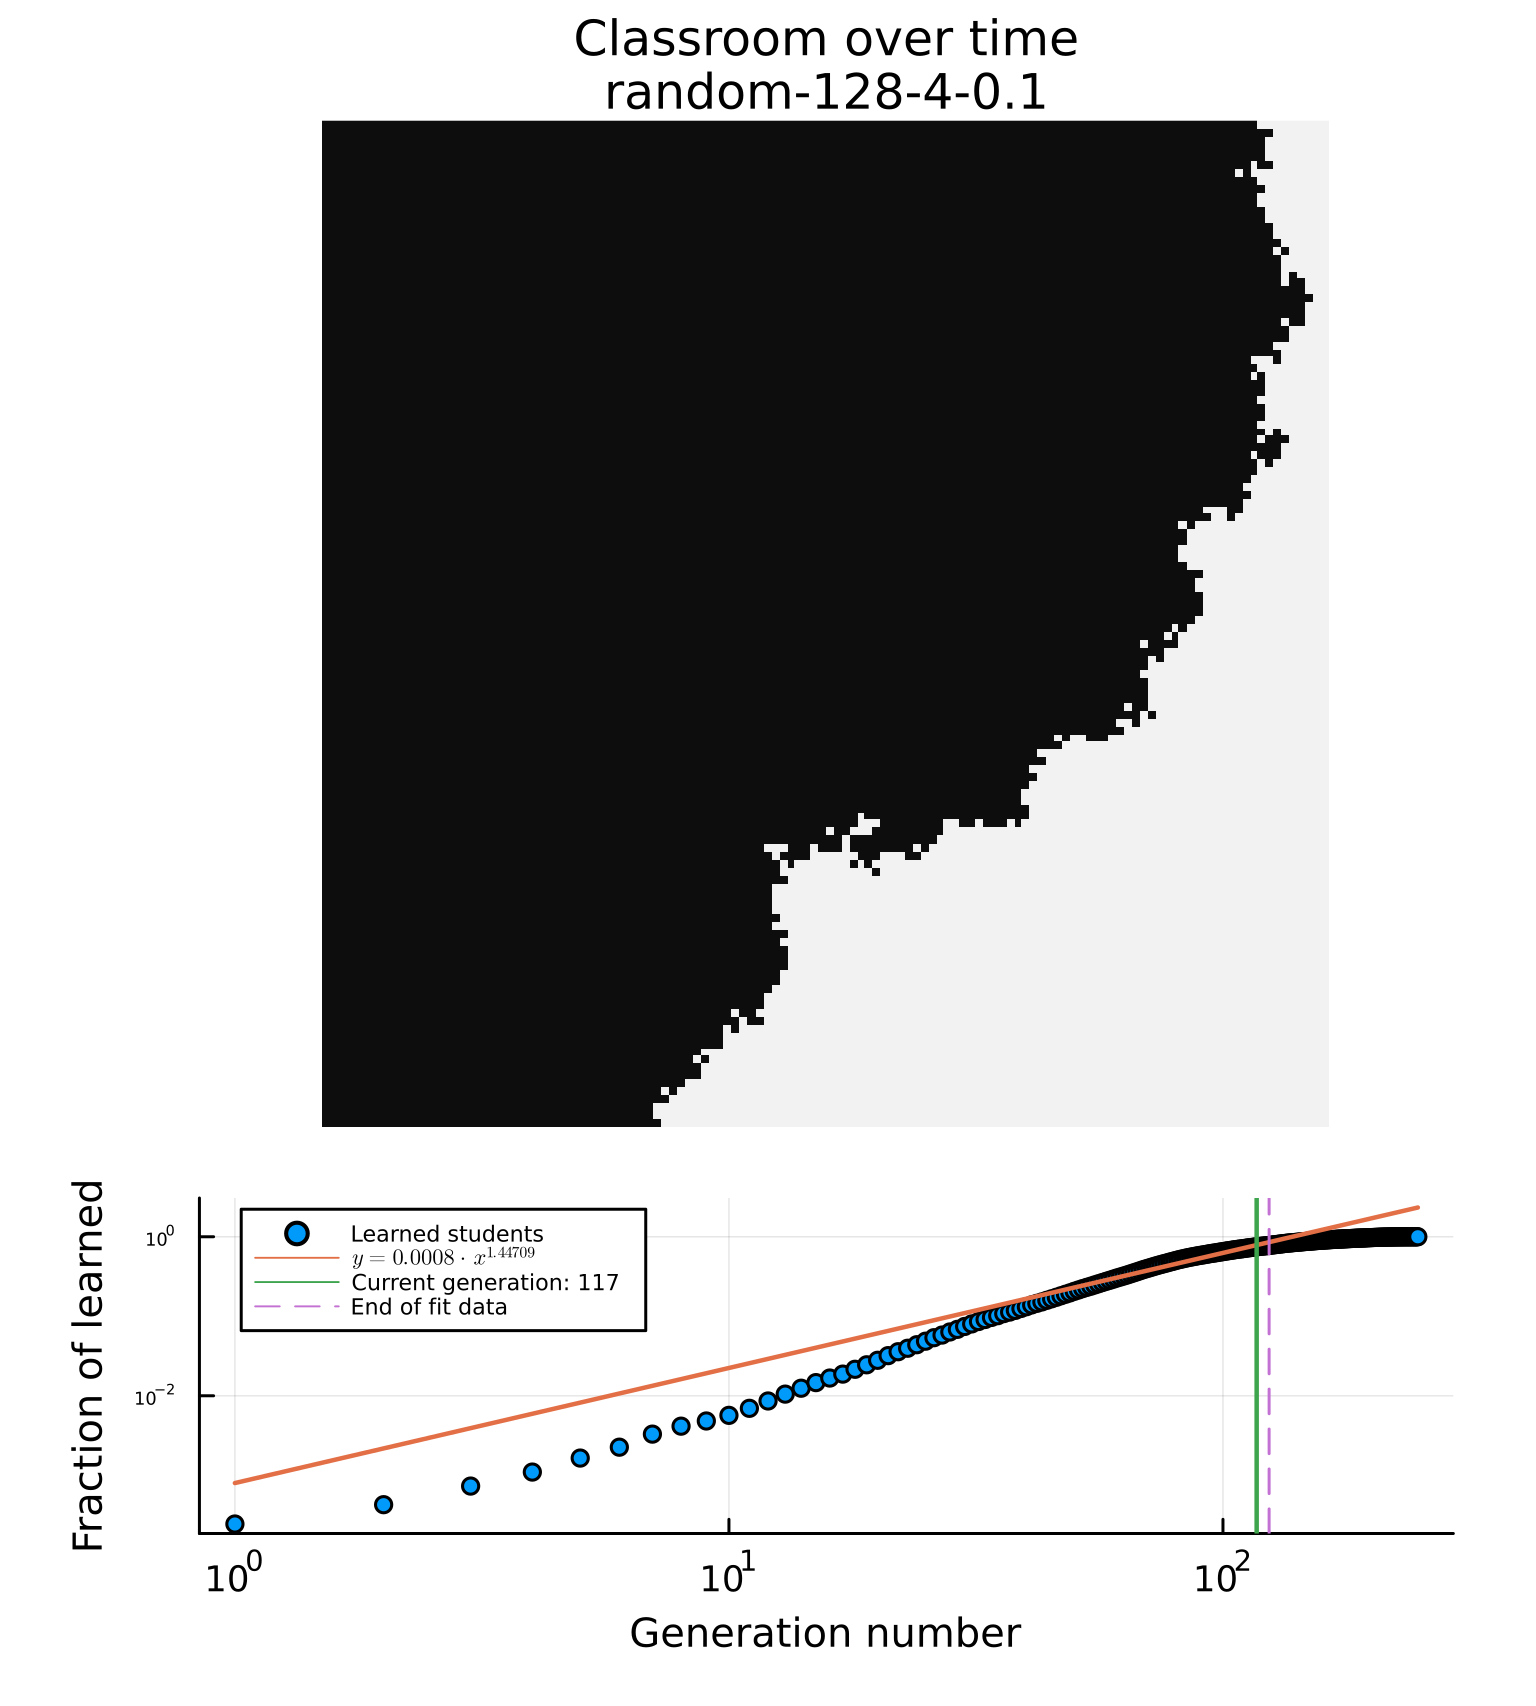 Classroom over time
random-128-4-0.1
Fraction of learned
10^0
10^-2
Learned students
y = 0.0008 · x^1.44709
Current generation: 117
End of fit data
10^0
10^1
10^2
Generation number